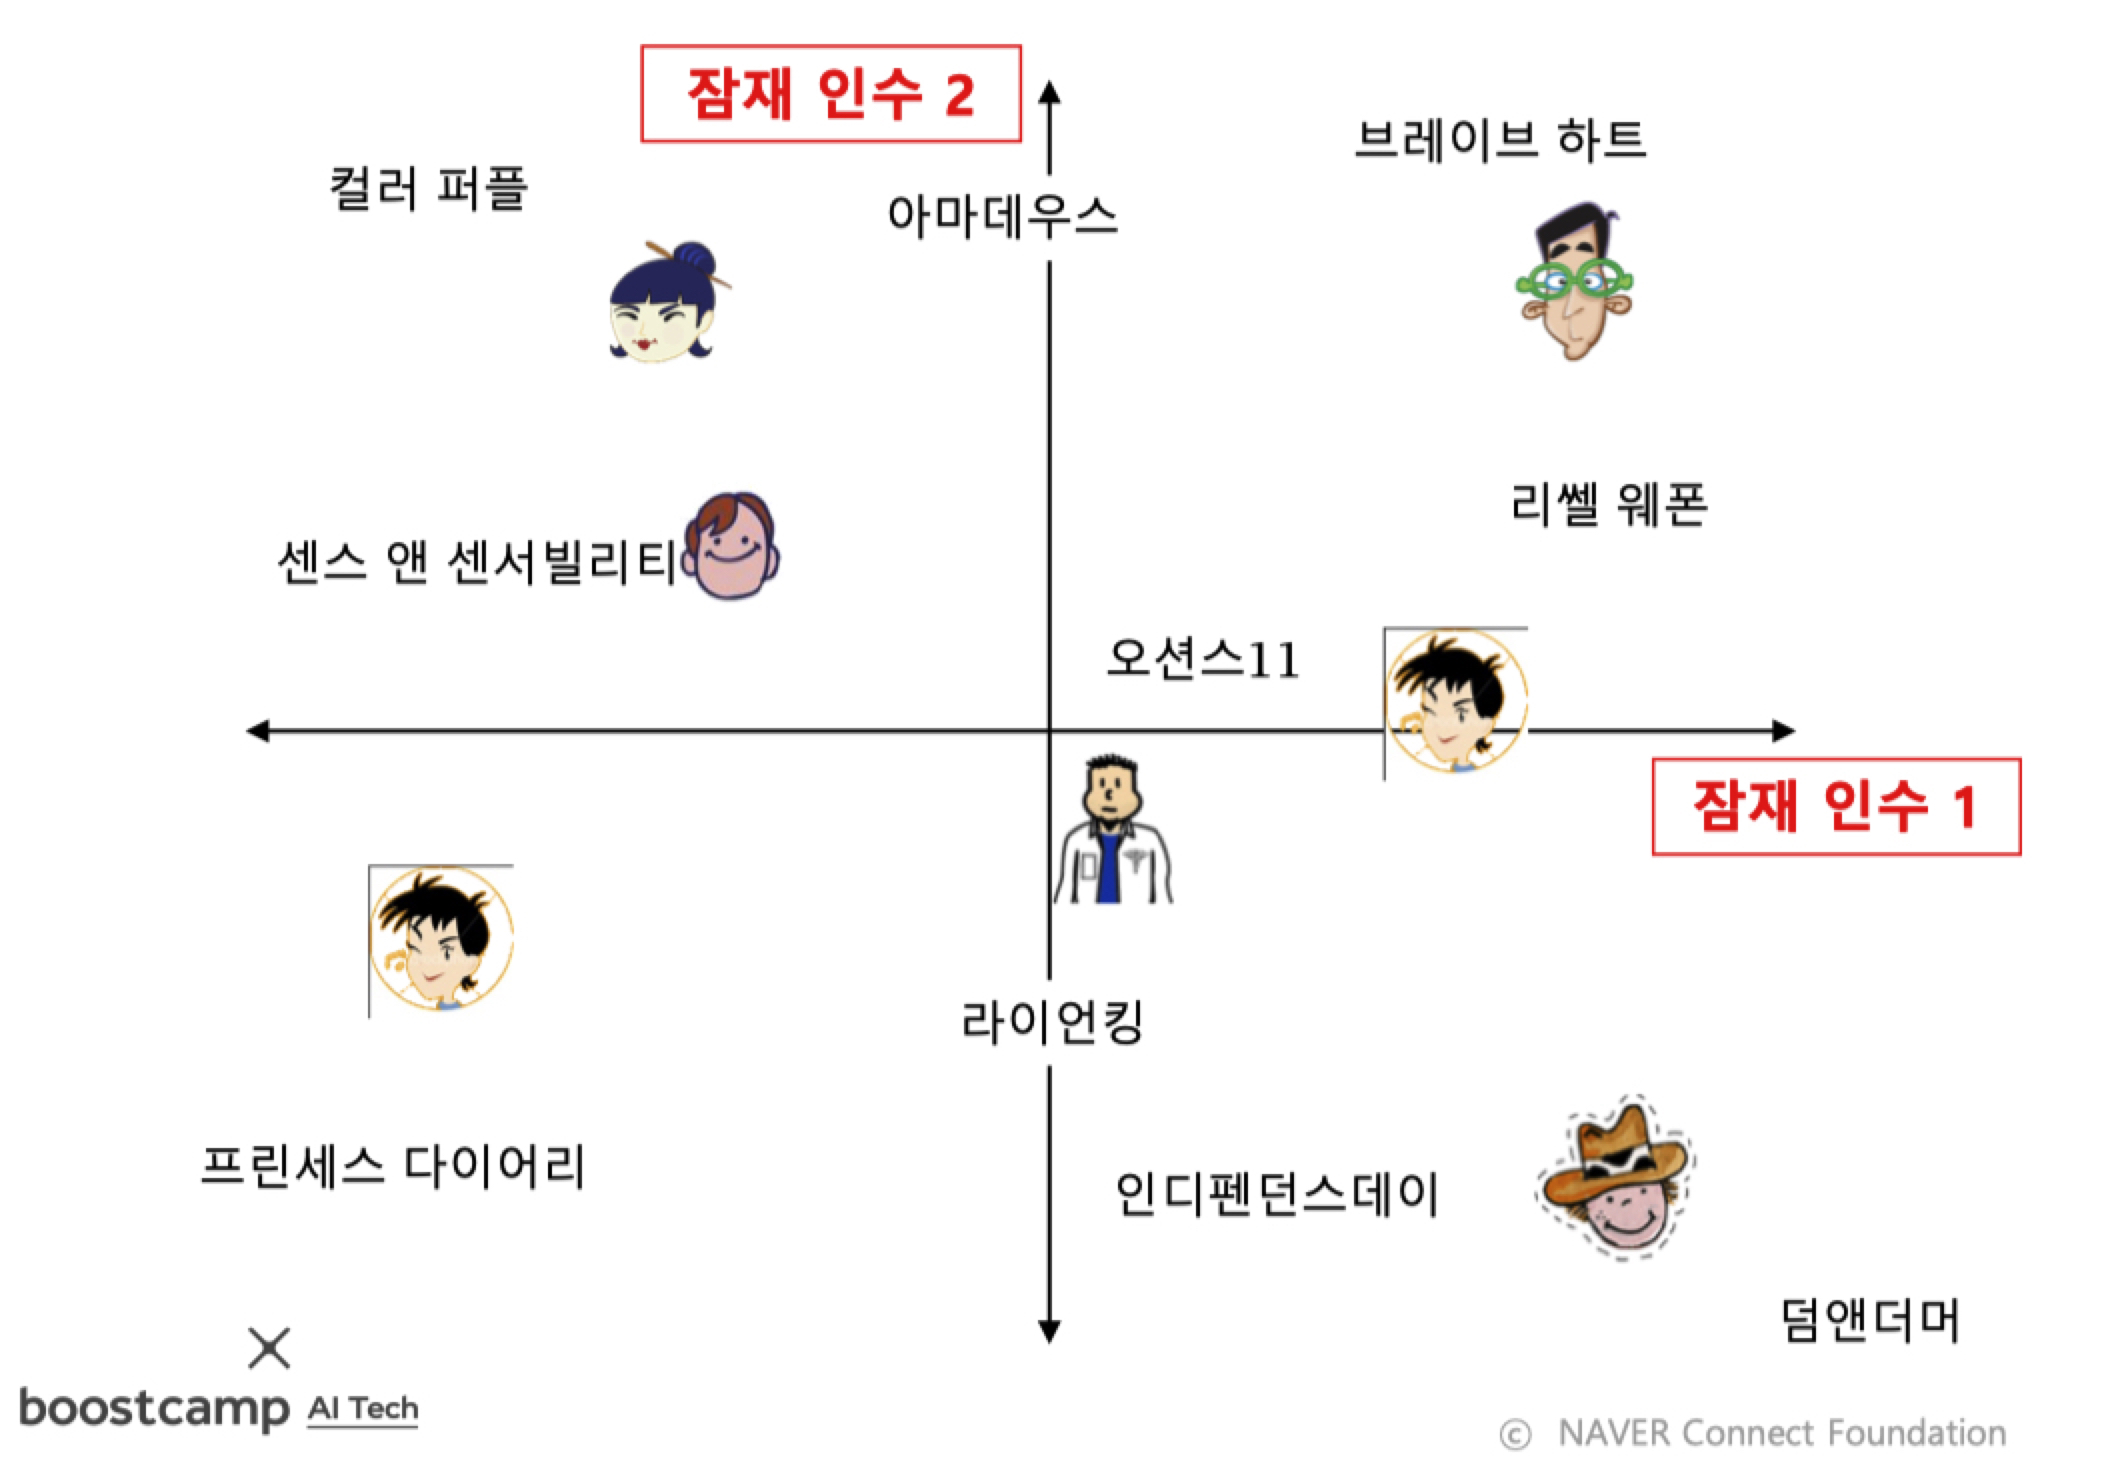 잠재 인수 2
브레이브 하트
컬러 퍼플
아마데우스
리쎌 웨폰
센스 앤 센서빌리티
오션스11
잠재 인수 1
라이언킹
프린세스 다이어리
인디펜던스데이
덤앤더머
boostcamp AI Tech
© NAVER Connect Foundation